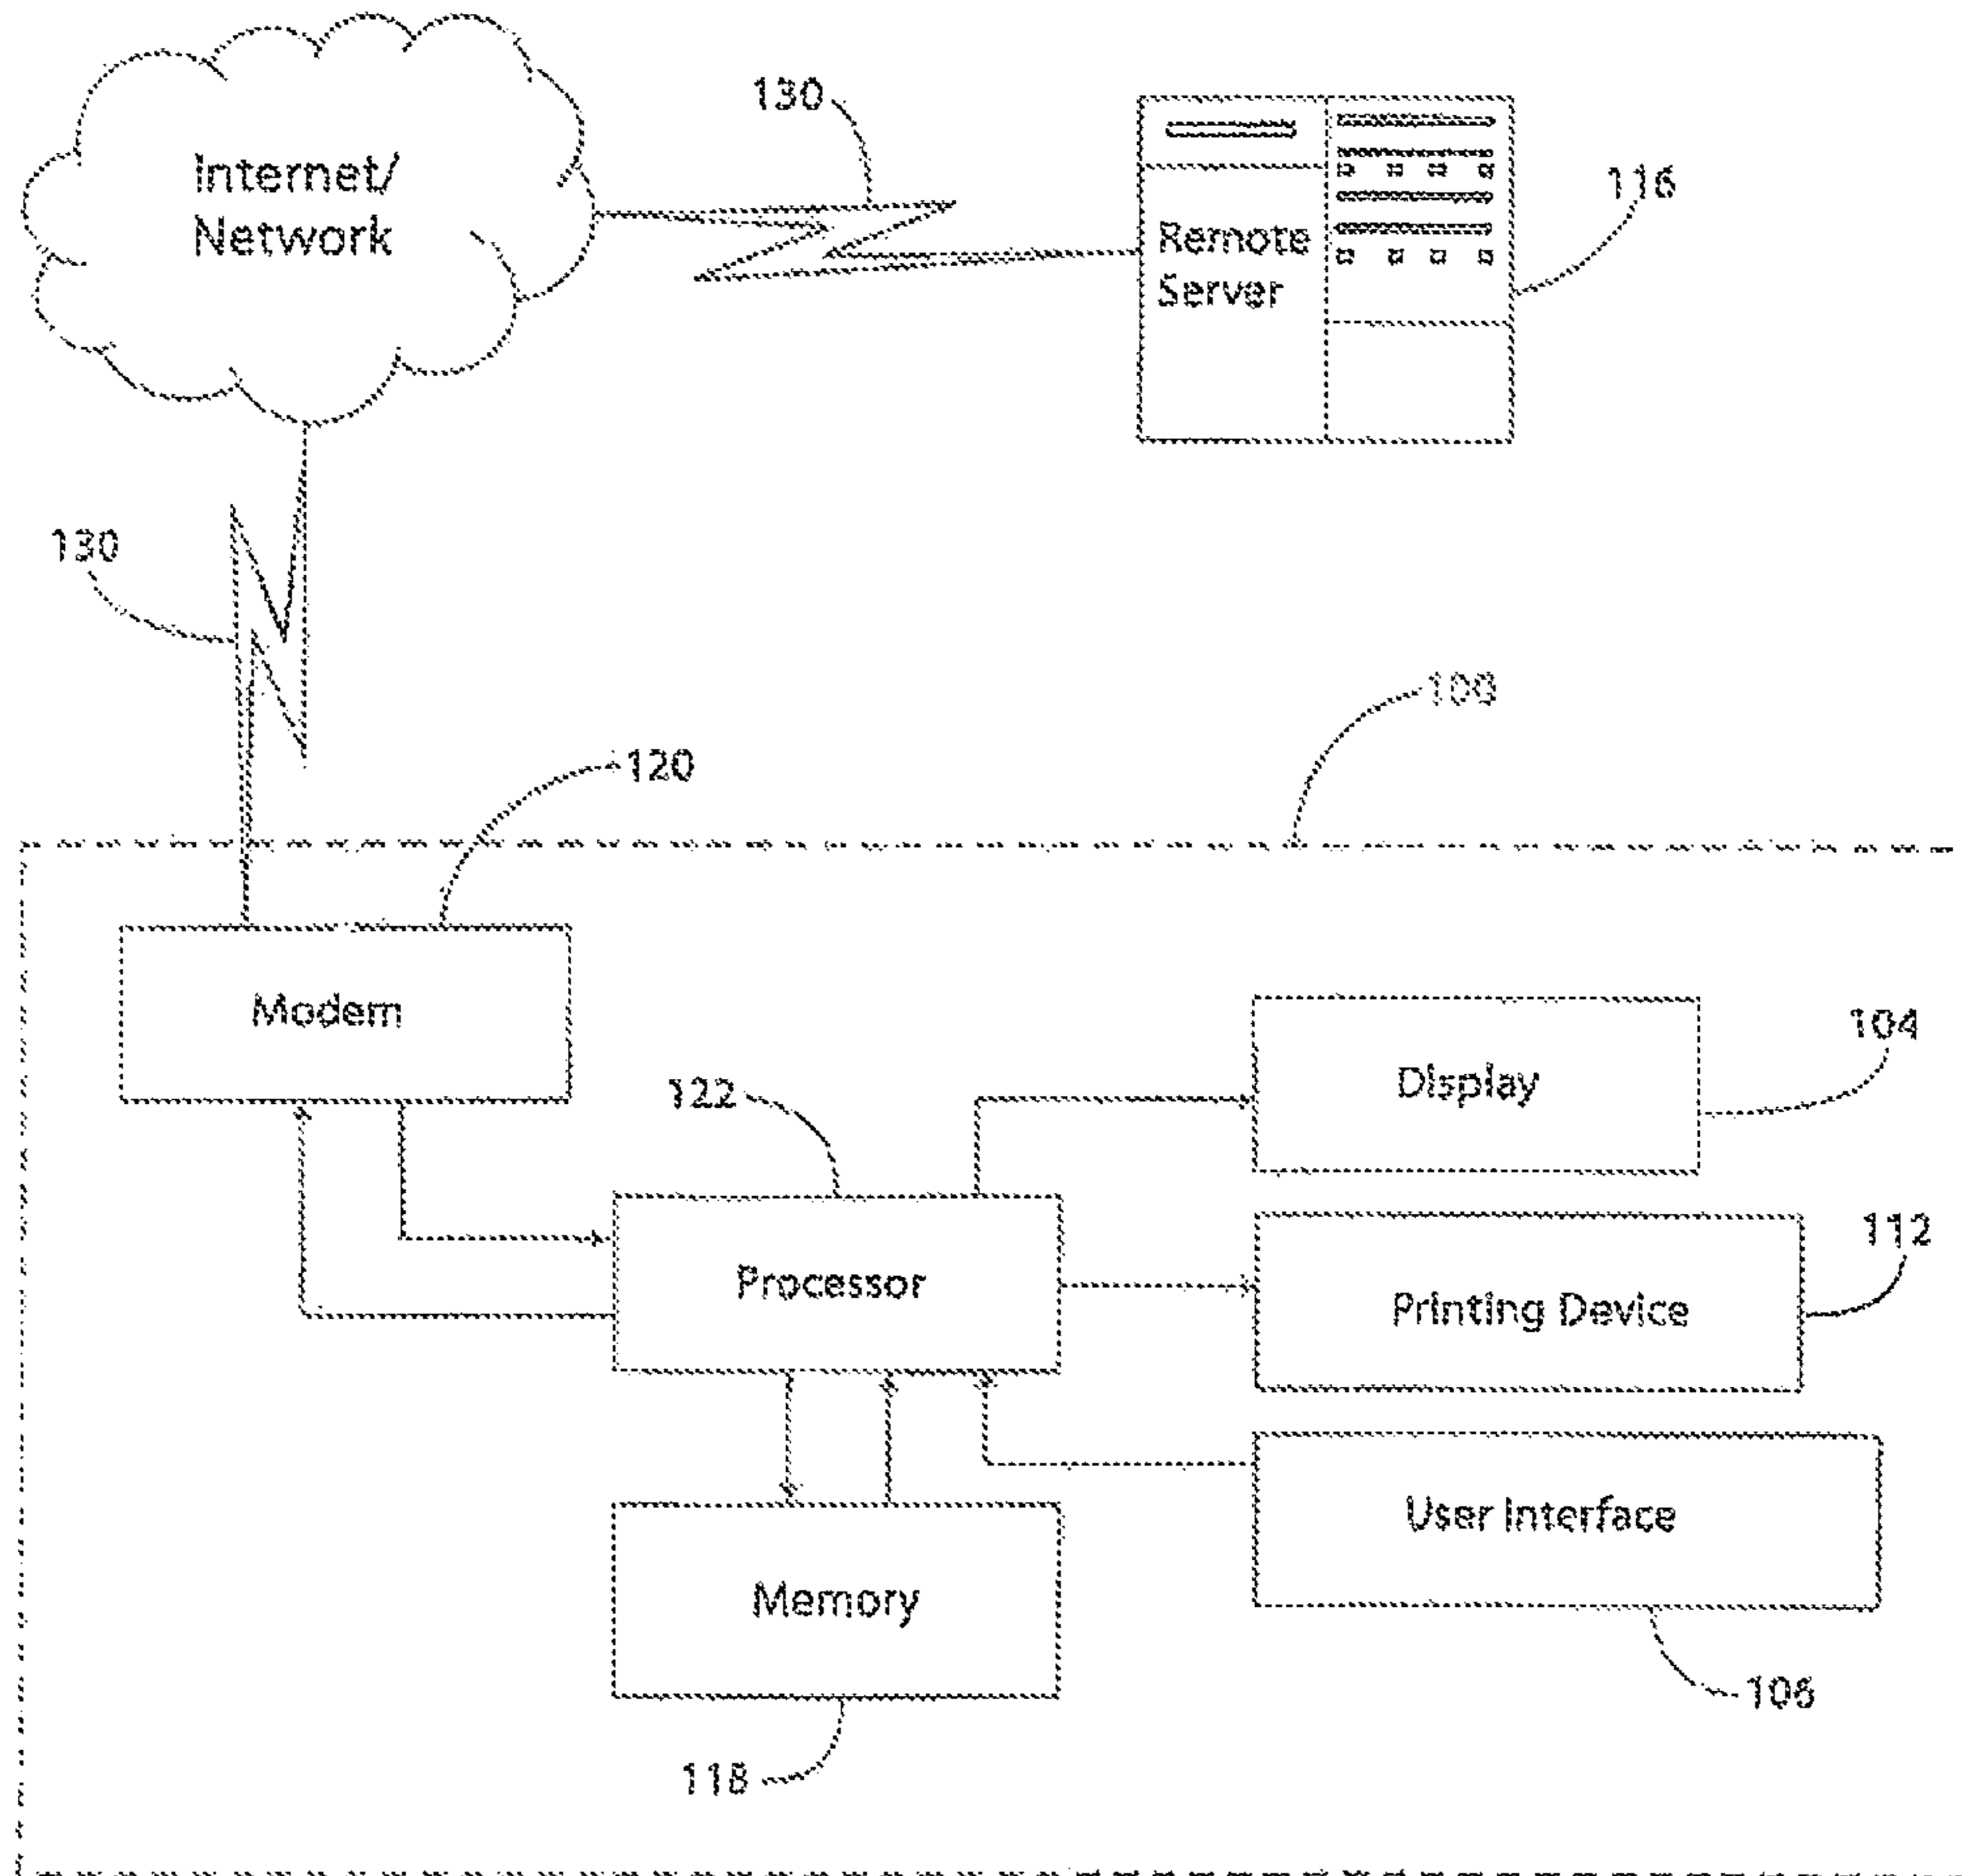 130
Internet/
Network
116
Remote
Server
130
100
120
Modem
104
Display
122
112
Processor
Printing Device
User Interface
Memory
106
118